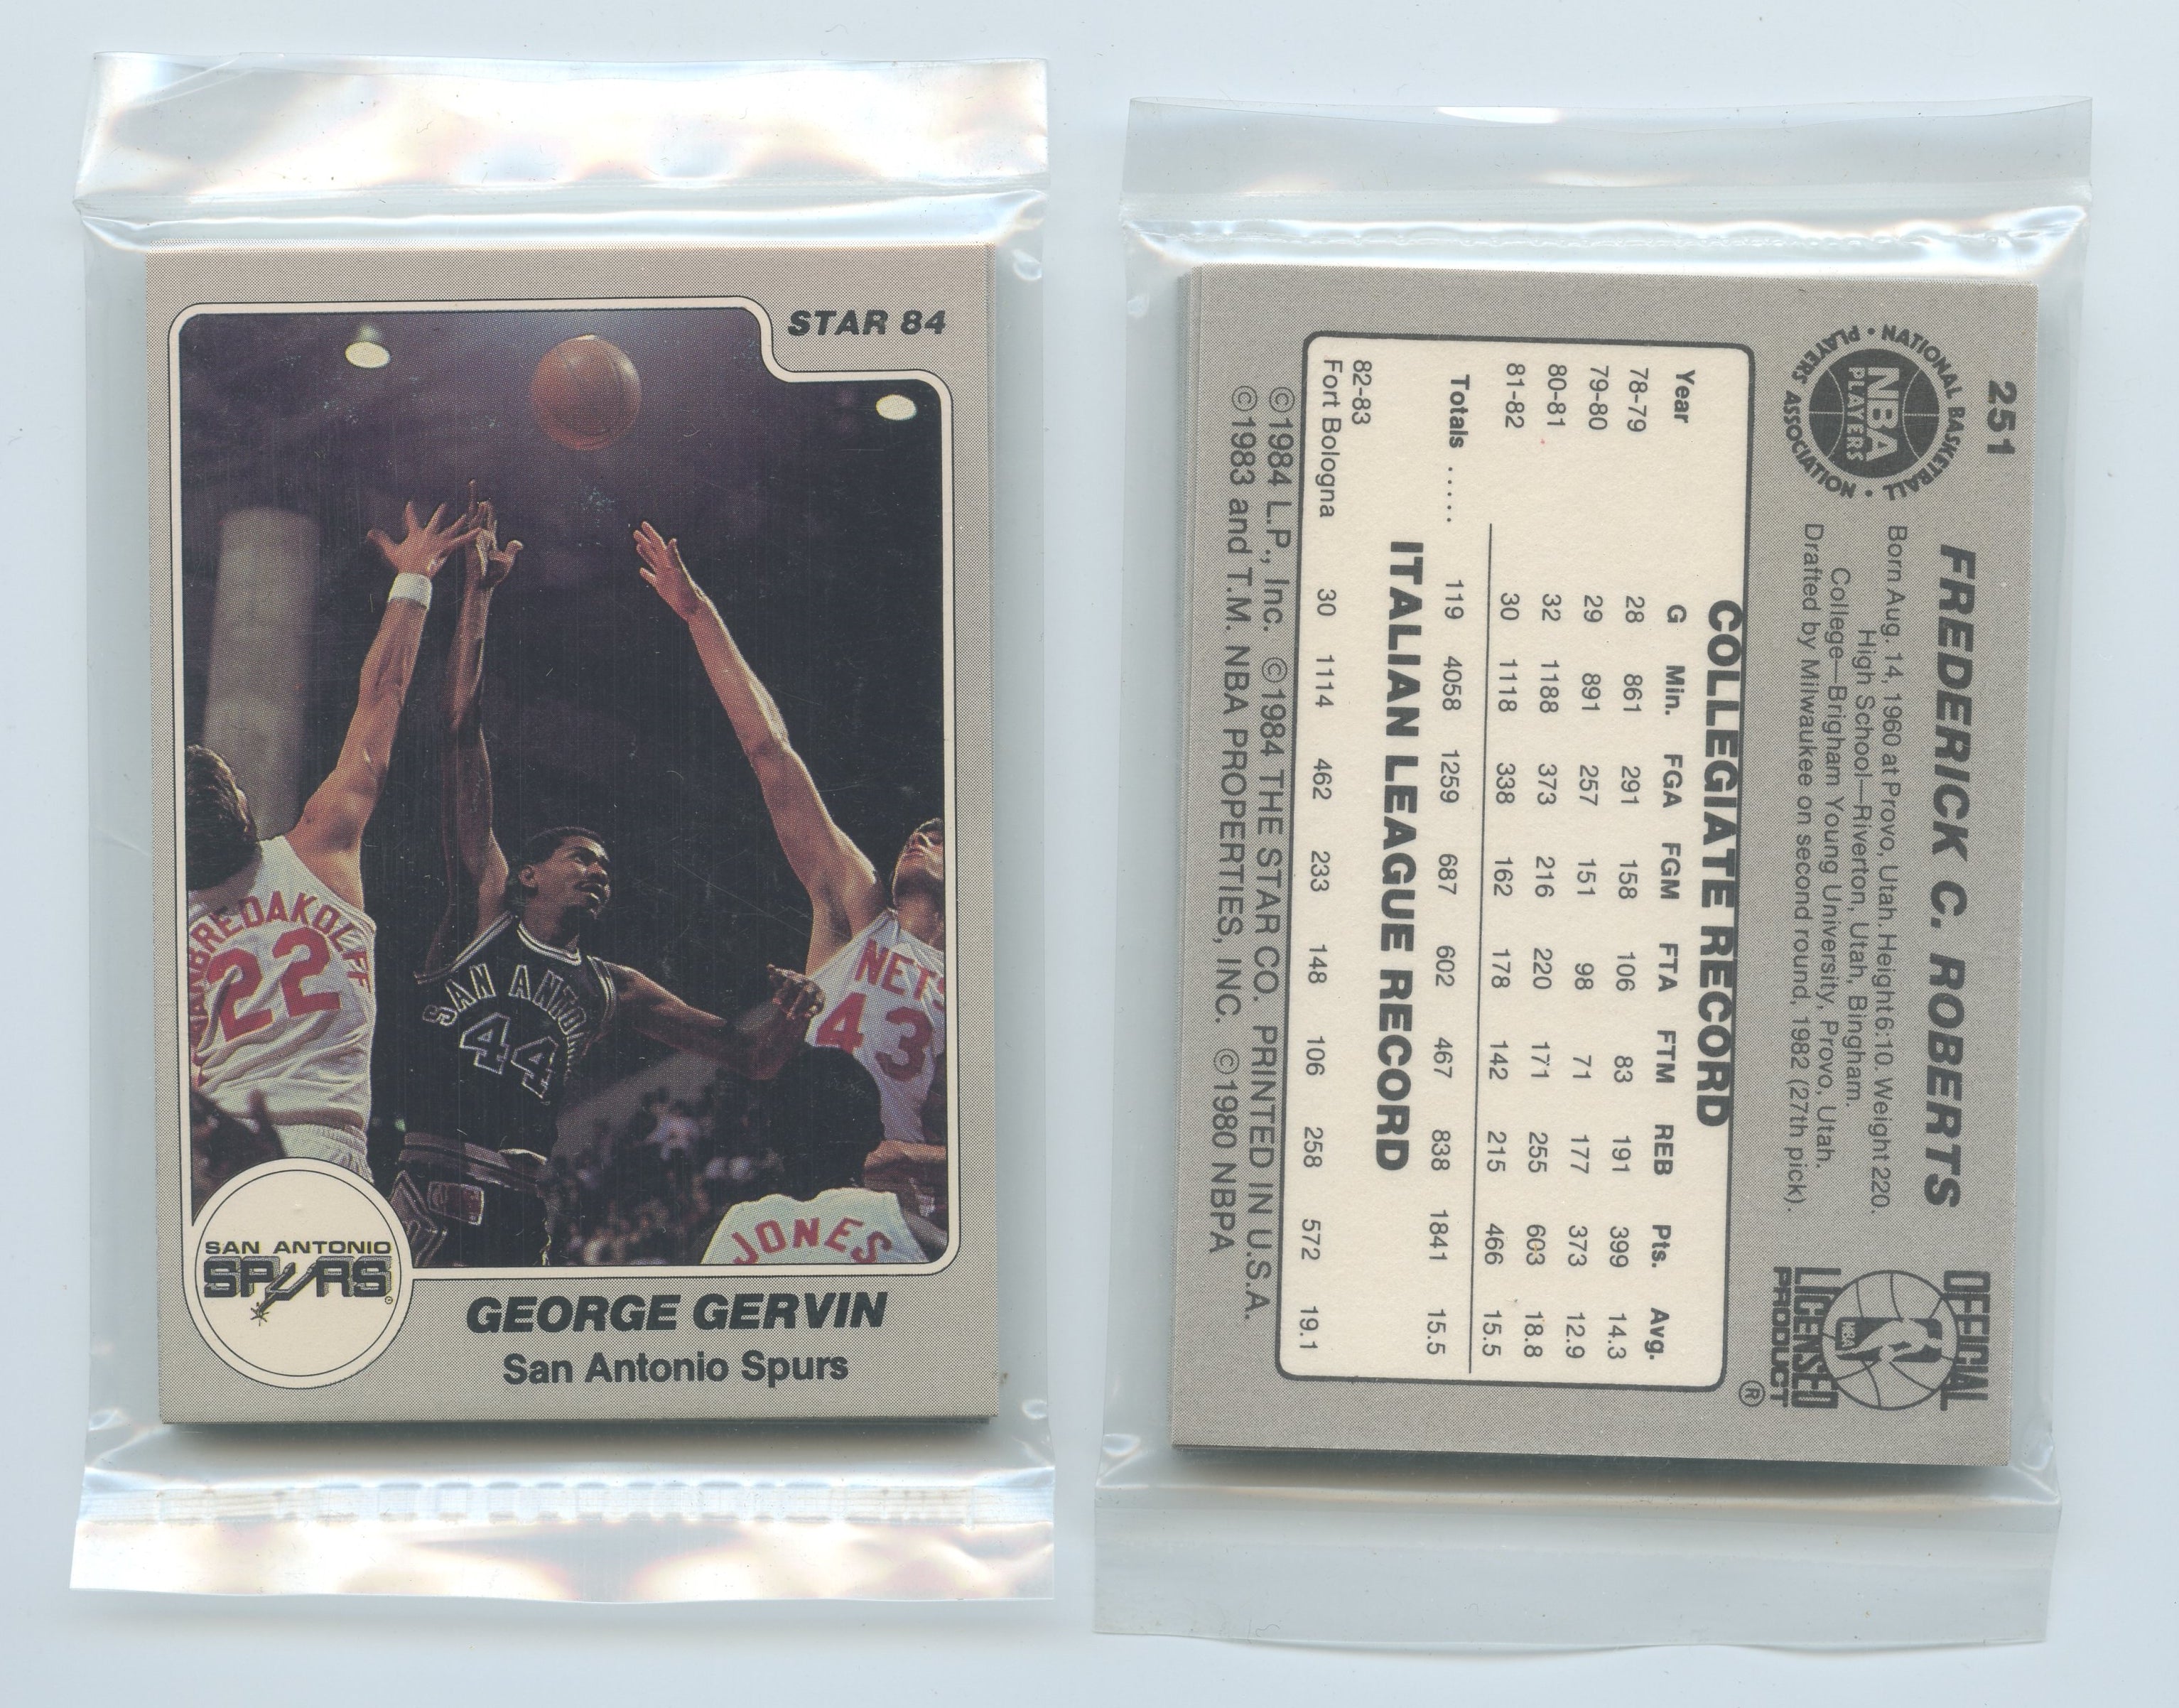 STAR 84
BREDAKOLFF
22
SAN ANTON
44
NETS
43
JONES
SAN ANTONIO
SPURS
GEORGE GERVIN
San Antonio Spurs
251
FREDERICK C. ROBERTS
NATIONAL BASKETBALL PLAYERS ASSOCIATION
NBA
PLAYERS
Born Aug. 14, 1960 at Provo, Utah. Height 6:10. Weight 220.
High School—Riverton, Utah, Bingham.
College—Brigham Young University, Provo, Utah.
Drafted by Milwaukee on second round, 1982 (27th pick).
OFFICIAL
NBA
LICENSED
PRODUCT
®
COLLEGIATE RECORD
Year G Min. FGA FGM FTA FTM REB Pts. Avg.
78-79 28 861 291 158 106 83 191 399 14.3
79-80 29 891 257 151 98 71 177 373 12.9
80-81 32 1188 373 216 220 171 255 603 18.8
81-82 30 1118 338 162 178 142 215 466 15.5
Totals ..... 119 4058 1259 687 602 467 838 1841 15.5
ITALIAN LEAGUE RECORD
82-83
Fort Bologna 30 1114 462 233 148 106 258 572 19.1
©1984 L.P., Inc. ©1984 THE STAR CO. PRINTED IN U.S.A.
©1983 and T.M. NBA PROPERTIES, INC. ©1980 NBPA